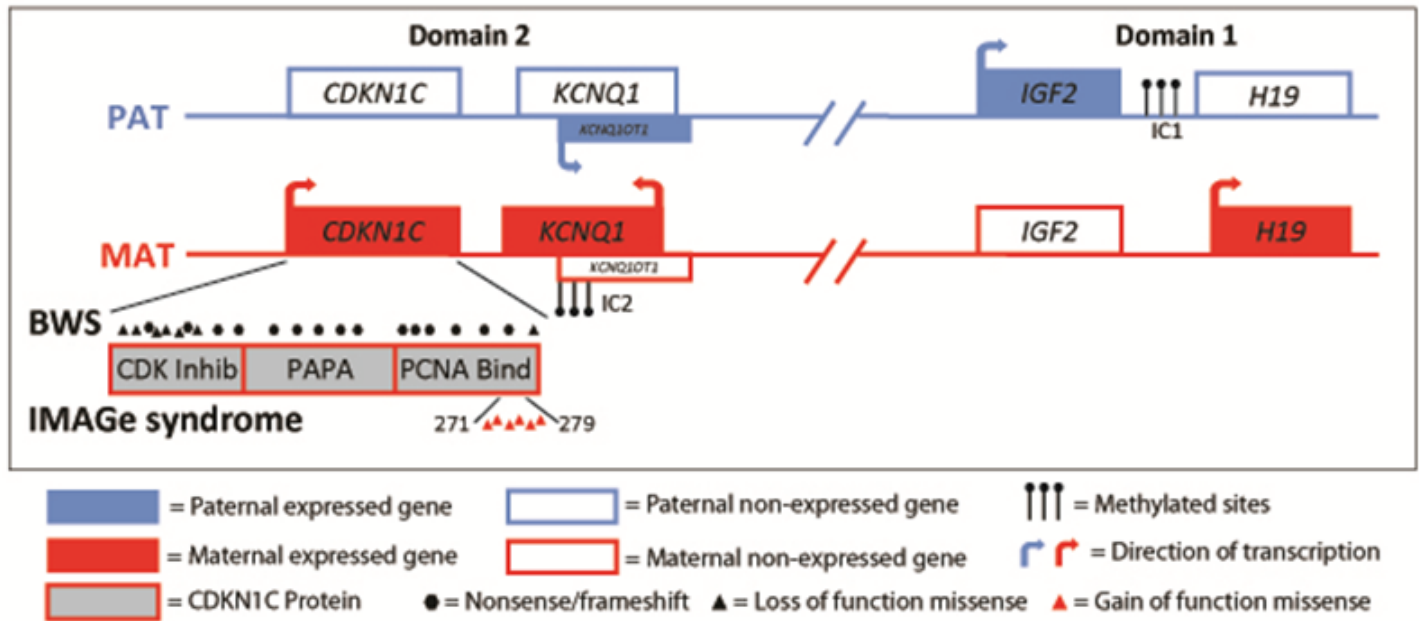 Domain 2 Domain 1
CDKN1C KCNQ1 IGF2 H19
PAT
KCNQ1OT1 IC1
CDKN1C KCNQ1 IGF2 H19
MAT
KCNQ1OT1
IC2
BWS
CDK Inhib PAPA PCNA Bind
IMAGe syndrome 271 279
= Paternal expressed gene = Paternal non-expressed gene = Methylated sites
= Maternal expressed gene = Maternal non-expressed gene = Direction of transcription
= CDKN1C Protein = Nonsense/frameshift = Loss of function missense = Gain of function missense